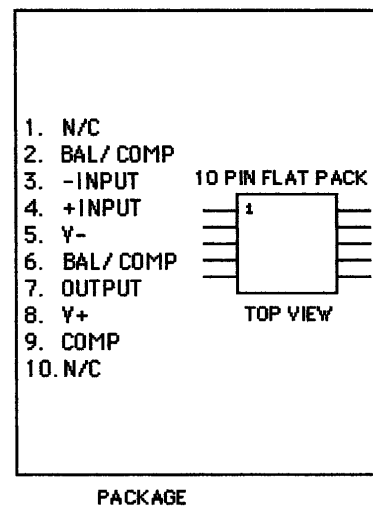 1. N/C
2. BAL/COMP
3. -INPUT
4. +INPUT
5. V-
6. BAL/COMP
7. OUTPUT
8. V+
9. COMP
10. N/C
10 PIN FLAT PACK
1
TOP VIEW
PACKAGE